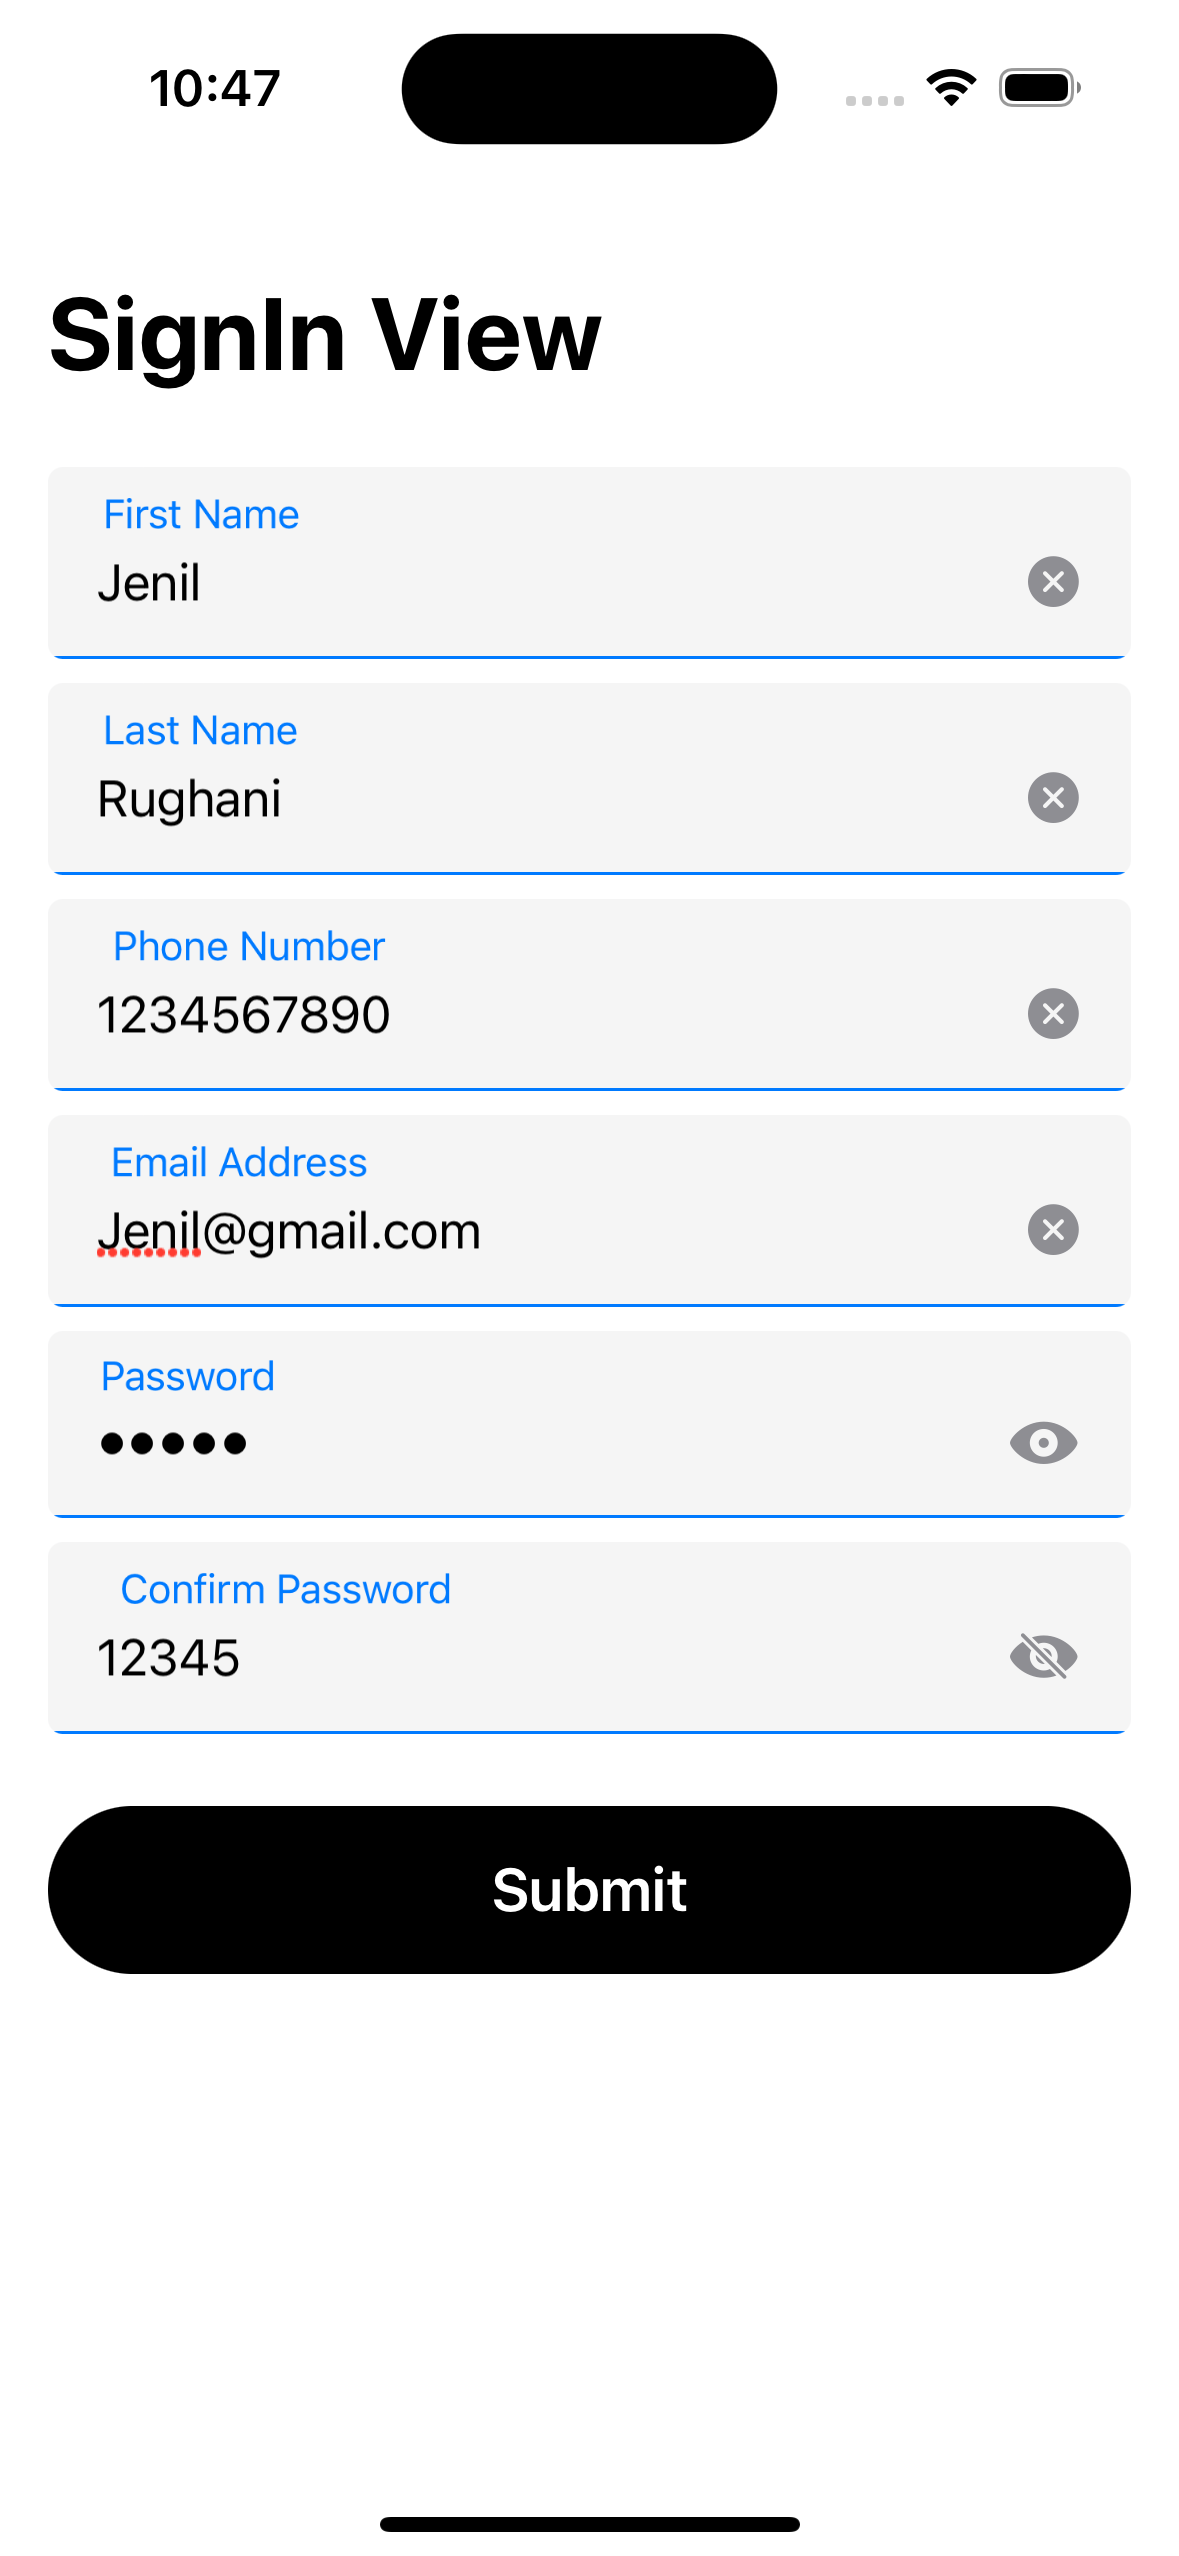 10:47
SignIn View
First Name
Jenil
Last Name
Rughani
Phone Number
1234567890
Email Address
Jenil@gmail.com
Password
•••••
Confirm Password
12345
Submit